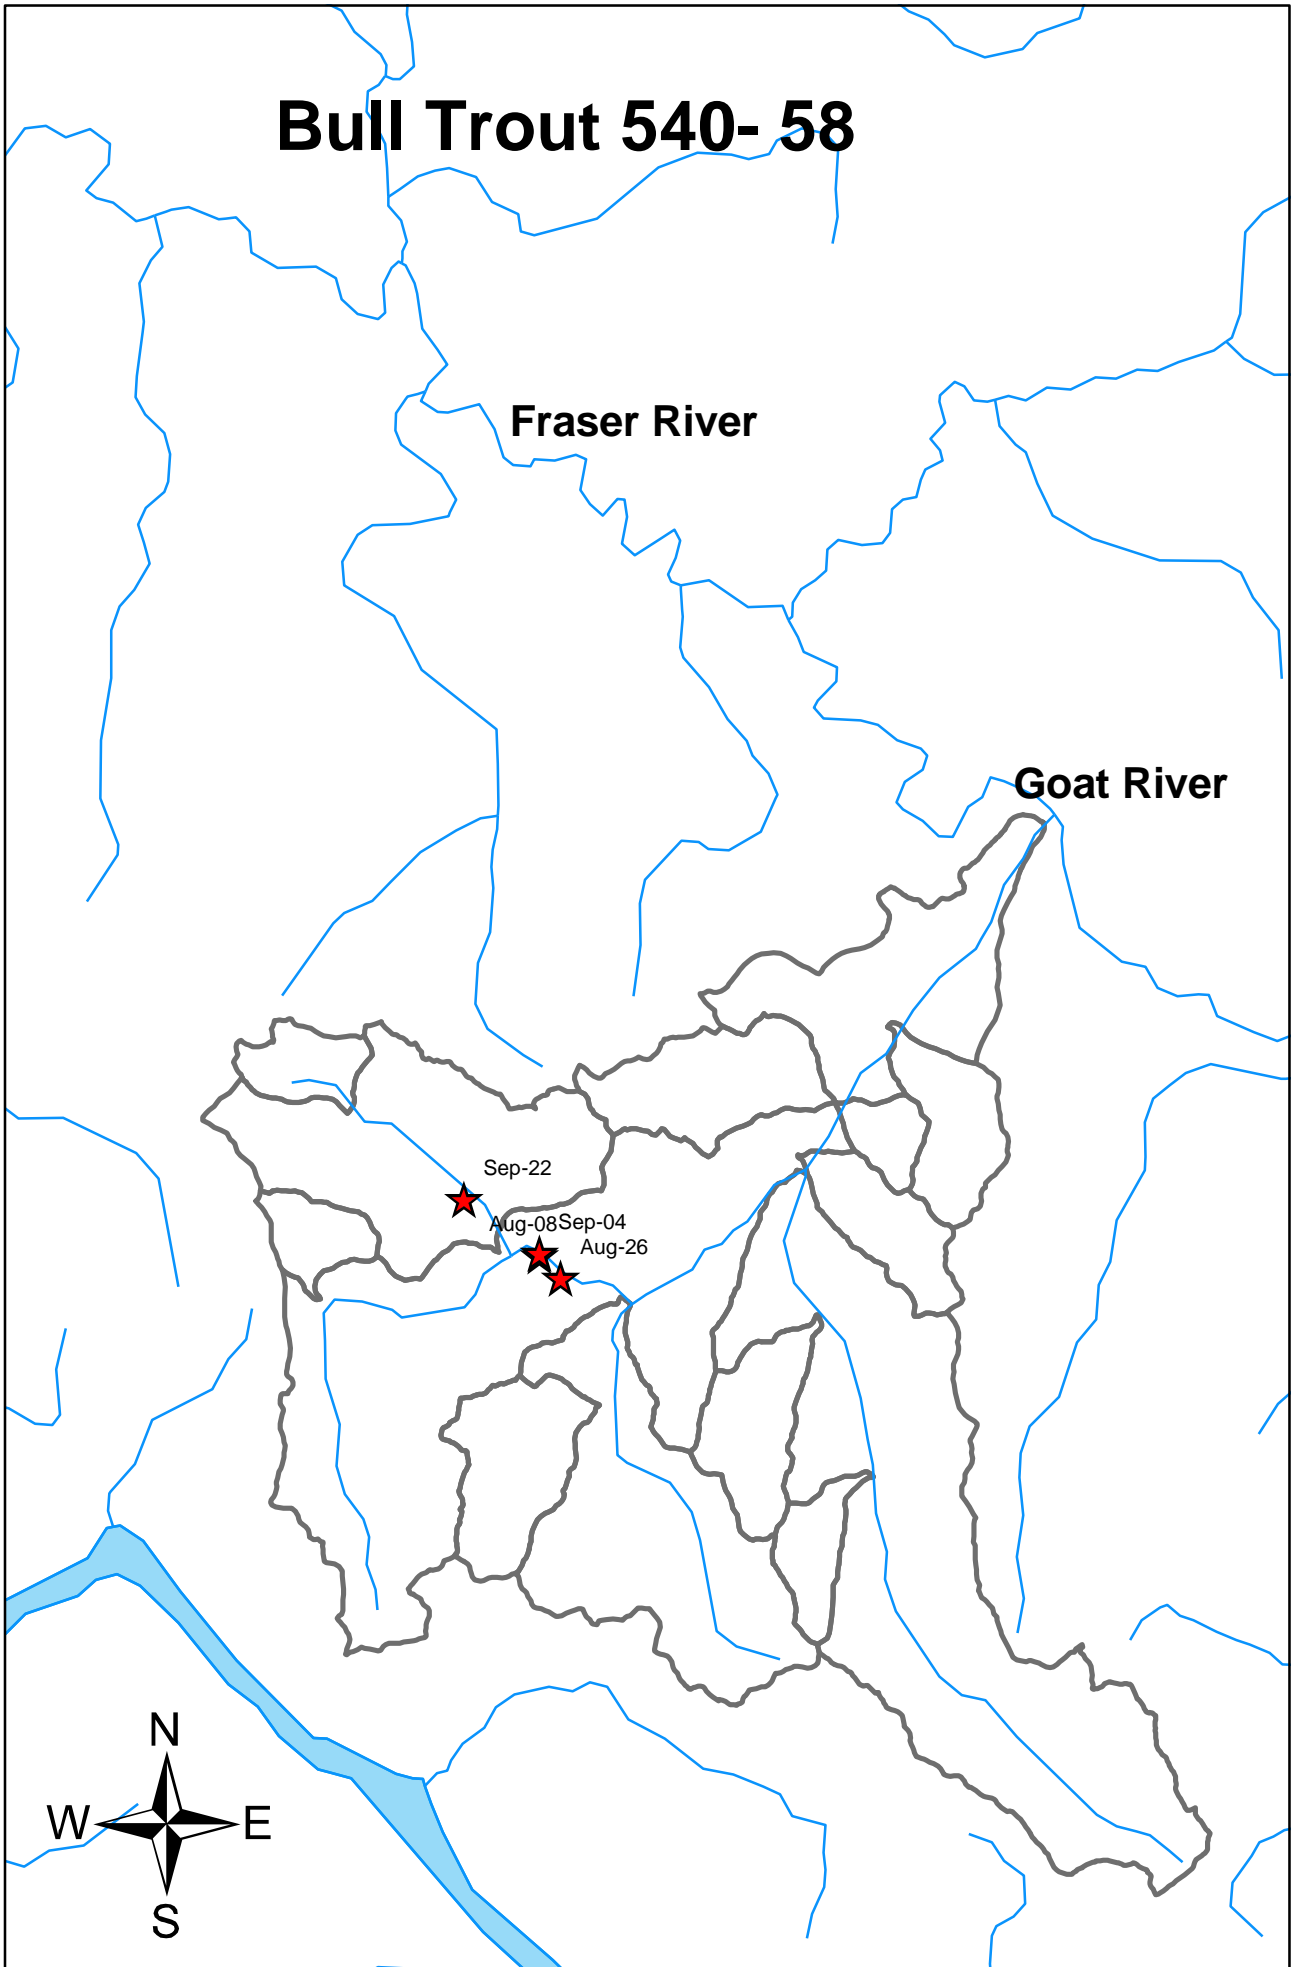 Bull Trout 540- 58
Fraser River
Goat River
Sep-22
Aug-08 Sep-04
Aug-26
N
W E
S